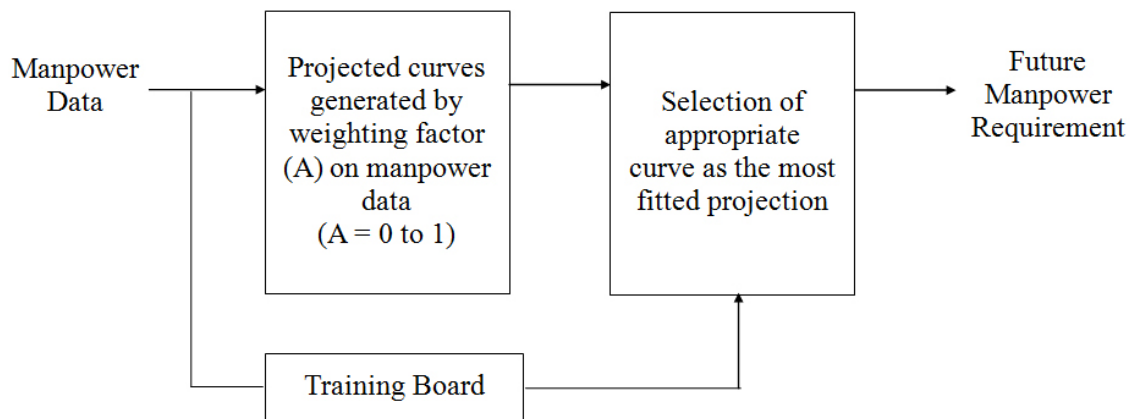 Manpower
Data
Projected curves
generated by
weighting factor
(A) on manpower
data
(A = 0 to 1)
Selection of
appropriate
curve as the most
fitted projection
Future
Manpower
Requirement
Training Board